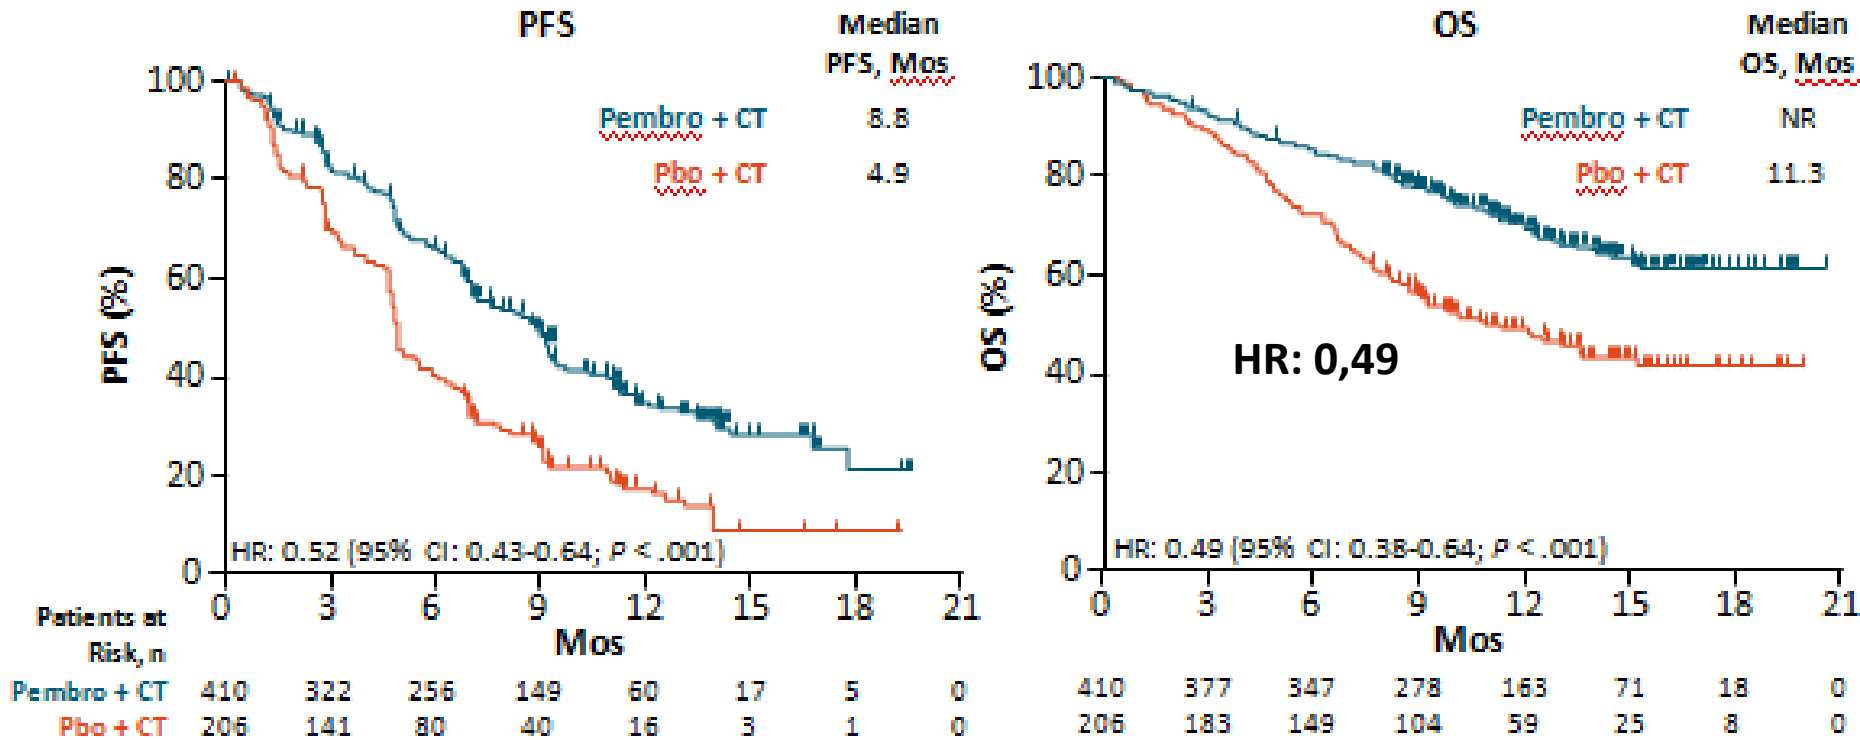 PFS
Median
PFS, Mos
Pembro + CT 8.8
Pbo + CT 4.9
PFS (%)
100
80
60
40
20
0
HR: 0.52 (95% CI: 0.43-0.64; P < .001)
0 3 6 9 12 15 18 21
Mos
OS
Median
OS, Mos
Pembro + CT NR
Pbo + CT 11.3
OS (%)
100
80
60
40
20
0
HR: 0,49
HR: 0.49 (95% CI: 0.38-0.64; P < .001)
0 3 6 9 12 15 18 21
Mos
Patients at
Risk, n
Pembro + CT 410 322 256 149 60 17 5 0
Pbo + CT 206 141 80 40 16 3 1 0
410 377 347 278 163 71 18 0
206 183 149 104 59 25 8 0